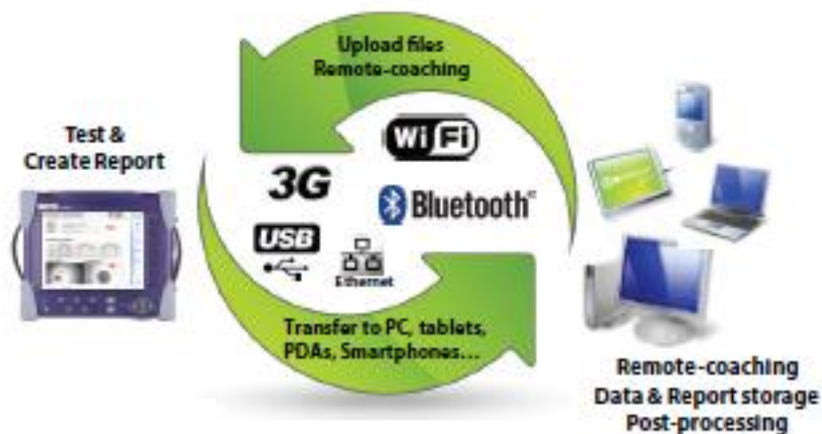 Upload files
Remote-coaching
Test &
Create Report
WiFi
3G
Bluetooth
USB
Ethernet
Transfer to PC, tablets,
PDAs, Smartphones...
Remote-coaching
Data & Report storage
Post-processing